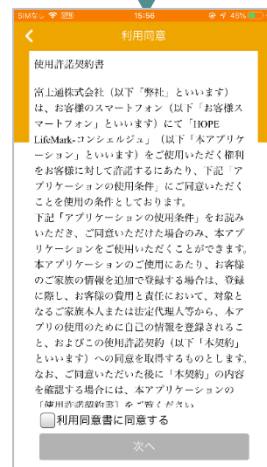 SIMなし 15:56 45%
利用同意
使用許諾契約書
富士通株式会社（以下「弊社」といいます）
は、お客様のスマートフォン（以下「お客様ス
マートフォン」といいます）にて「HOPE
LifeMark-コンシェルジュ」（以下「本アプリケ
ーション」といいます）をご使用いただく権利
をお客様に対して許諾するにあたり、下記「ア
プリケーションの使用条件」にご同意いただく
ことを使用の条件としております。
下記「アプリケーションの使用条件」をお読み
いただき、ご同意いただけた場合のみ、本アプ
リケーションをご使用いただくことができます。
本アプリケーションのご使用にあたり、お客様
のご家族の情報を追加で登録する場合は、登録
に際し、お客様の費用と責任において、対象と
なるご家族本人または法定代理人等から、本ア
プリの使用のために自己の情報を登録されるこ
と、およびこの使用許諾契約（以下「本契約」
といいます）への同意を取得するものとします。
なお、ご同意いただいた後に「本契約」の内容
を確認する場合には、本アプリケーションの
「使用許諾契約書」をご覧ください
利用同意書に同意する
次へ